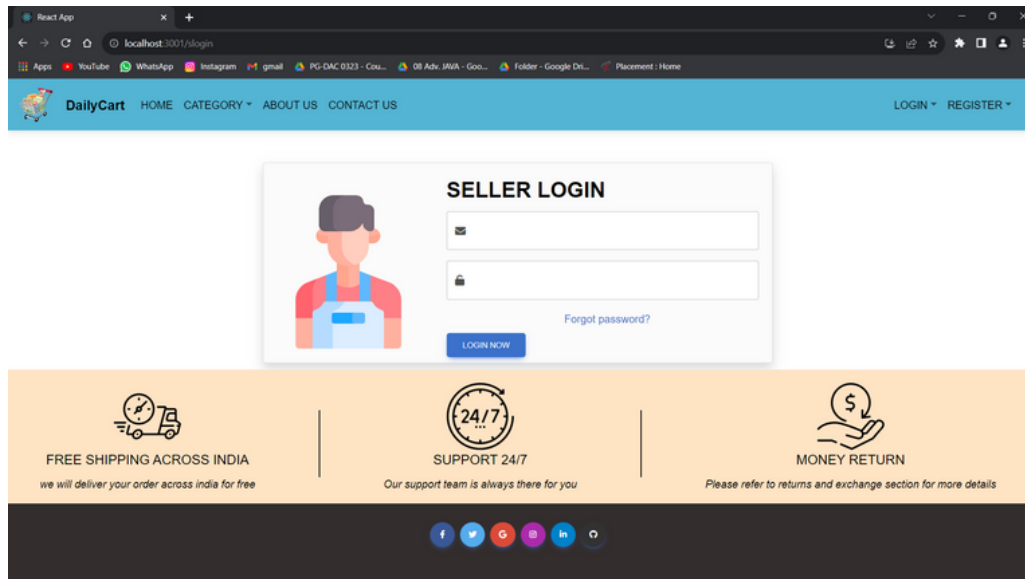 React App
localhost:3001/slogin
Apps YouTube WhatsApp Instagram gmail PG-DAC 0323 - Cou... 08 Adv. JAVA - Goo... Folder - Google Dri... Placement : Home
DailyCart HOME CATEGORY ABOUT US CONTACT US LOGIN REGISTER
SELLER LOGIN
Forgot password?
LOGIN NOW
24/7
$
FREE SHIPPING ACROSS INDIA SUPPORT 24/7 MONEY RETURN
we will deliver your order across india for free Our support team is always there for you Please refer to returns and exchange section for more details
f G in